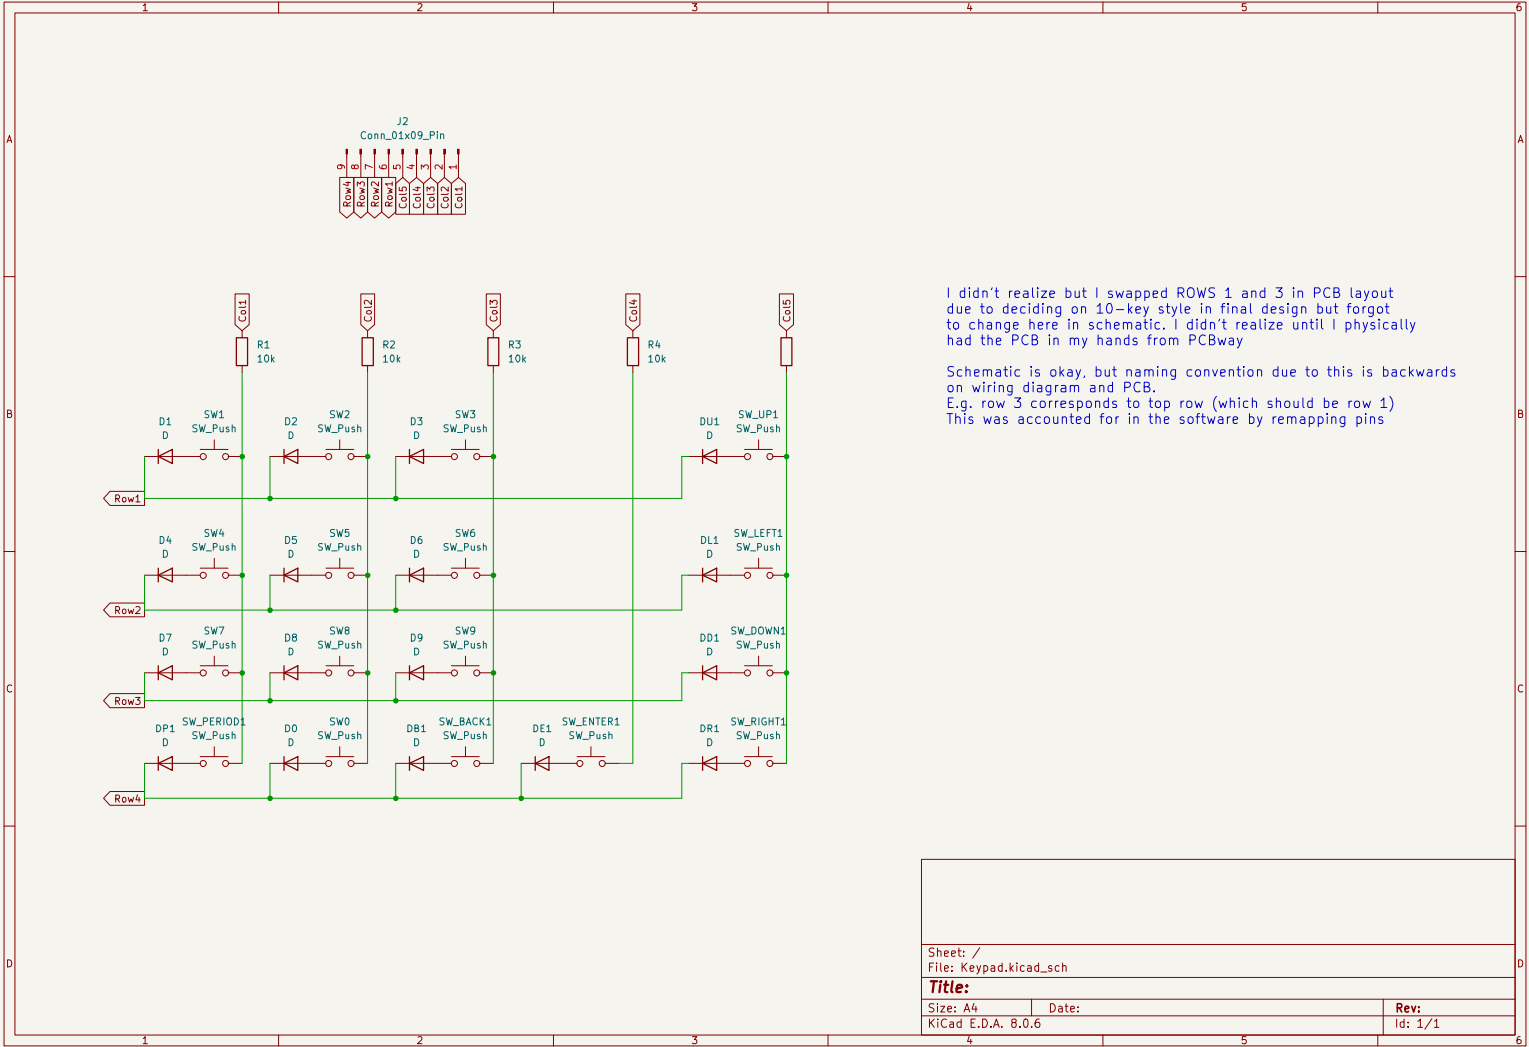 1 2 3 4 5 6
A A
B B
C C
D D
J2
Conn_01x09_Pin
9 8 7 6 5 4 3 2 1
Row4 Row3 Row2 Row1 Col5 Col4 Col3 Col2 Col1
I didn't realize but I swapped ROWS 1 and 3 in PCB layout
due to deciding on 10-key style in final design but forgot
to change here in schematic. I didn't realize until I physically
had the PCB in my hands from PCBway
Schematic is okay, but naming convention due to this is backwards
on wiring diagram and PCB.
E.g. row 3 corresponds to top row (which should be row 1)
This was accounted for in the software by remapping pins
Col1 Col2 Col3 Col4 Col5
R1 R2 R3 R4
10k 10k 10k 10k
SW1 SW2 SW3 SW_UP1
D1 SW_Push D2 SW_Push D3 SW_Push DU1 SW_Push
D D D D
Row1
SW4 SW5 SW6 SW_LEFT1
D4 SW_Push D5 SW_Push D6 SW_Push DL1 SW_Push
D D D D
Row2
SW7 SW8 SW9 SW_DOWN1
D7 SW_Push D8 SW_Push D9 SW_Push DD1 SW_Push
D D D D
Row3
SW_PERIOD1 SW0 SW_BACK1 SW_ENTER1 SW_RIGHT1
DP1 SW_Push D0 SW_Push DB1 SW_Push DE1 SW_Push DR1 SW_Push
D D D D D
Row4
Sheet: /
File: Keypad.kicad_sch
Title:
Size: A4 Date: Rev:
KiCad E.D.A. 8.0.6 Id: 1/1
1 2 3 4 5 6